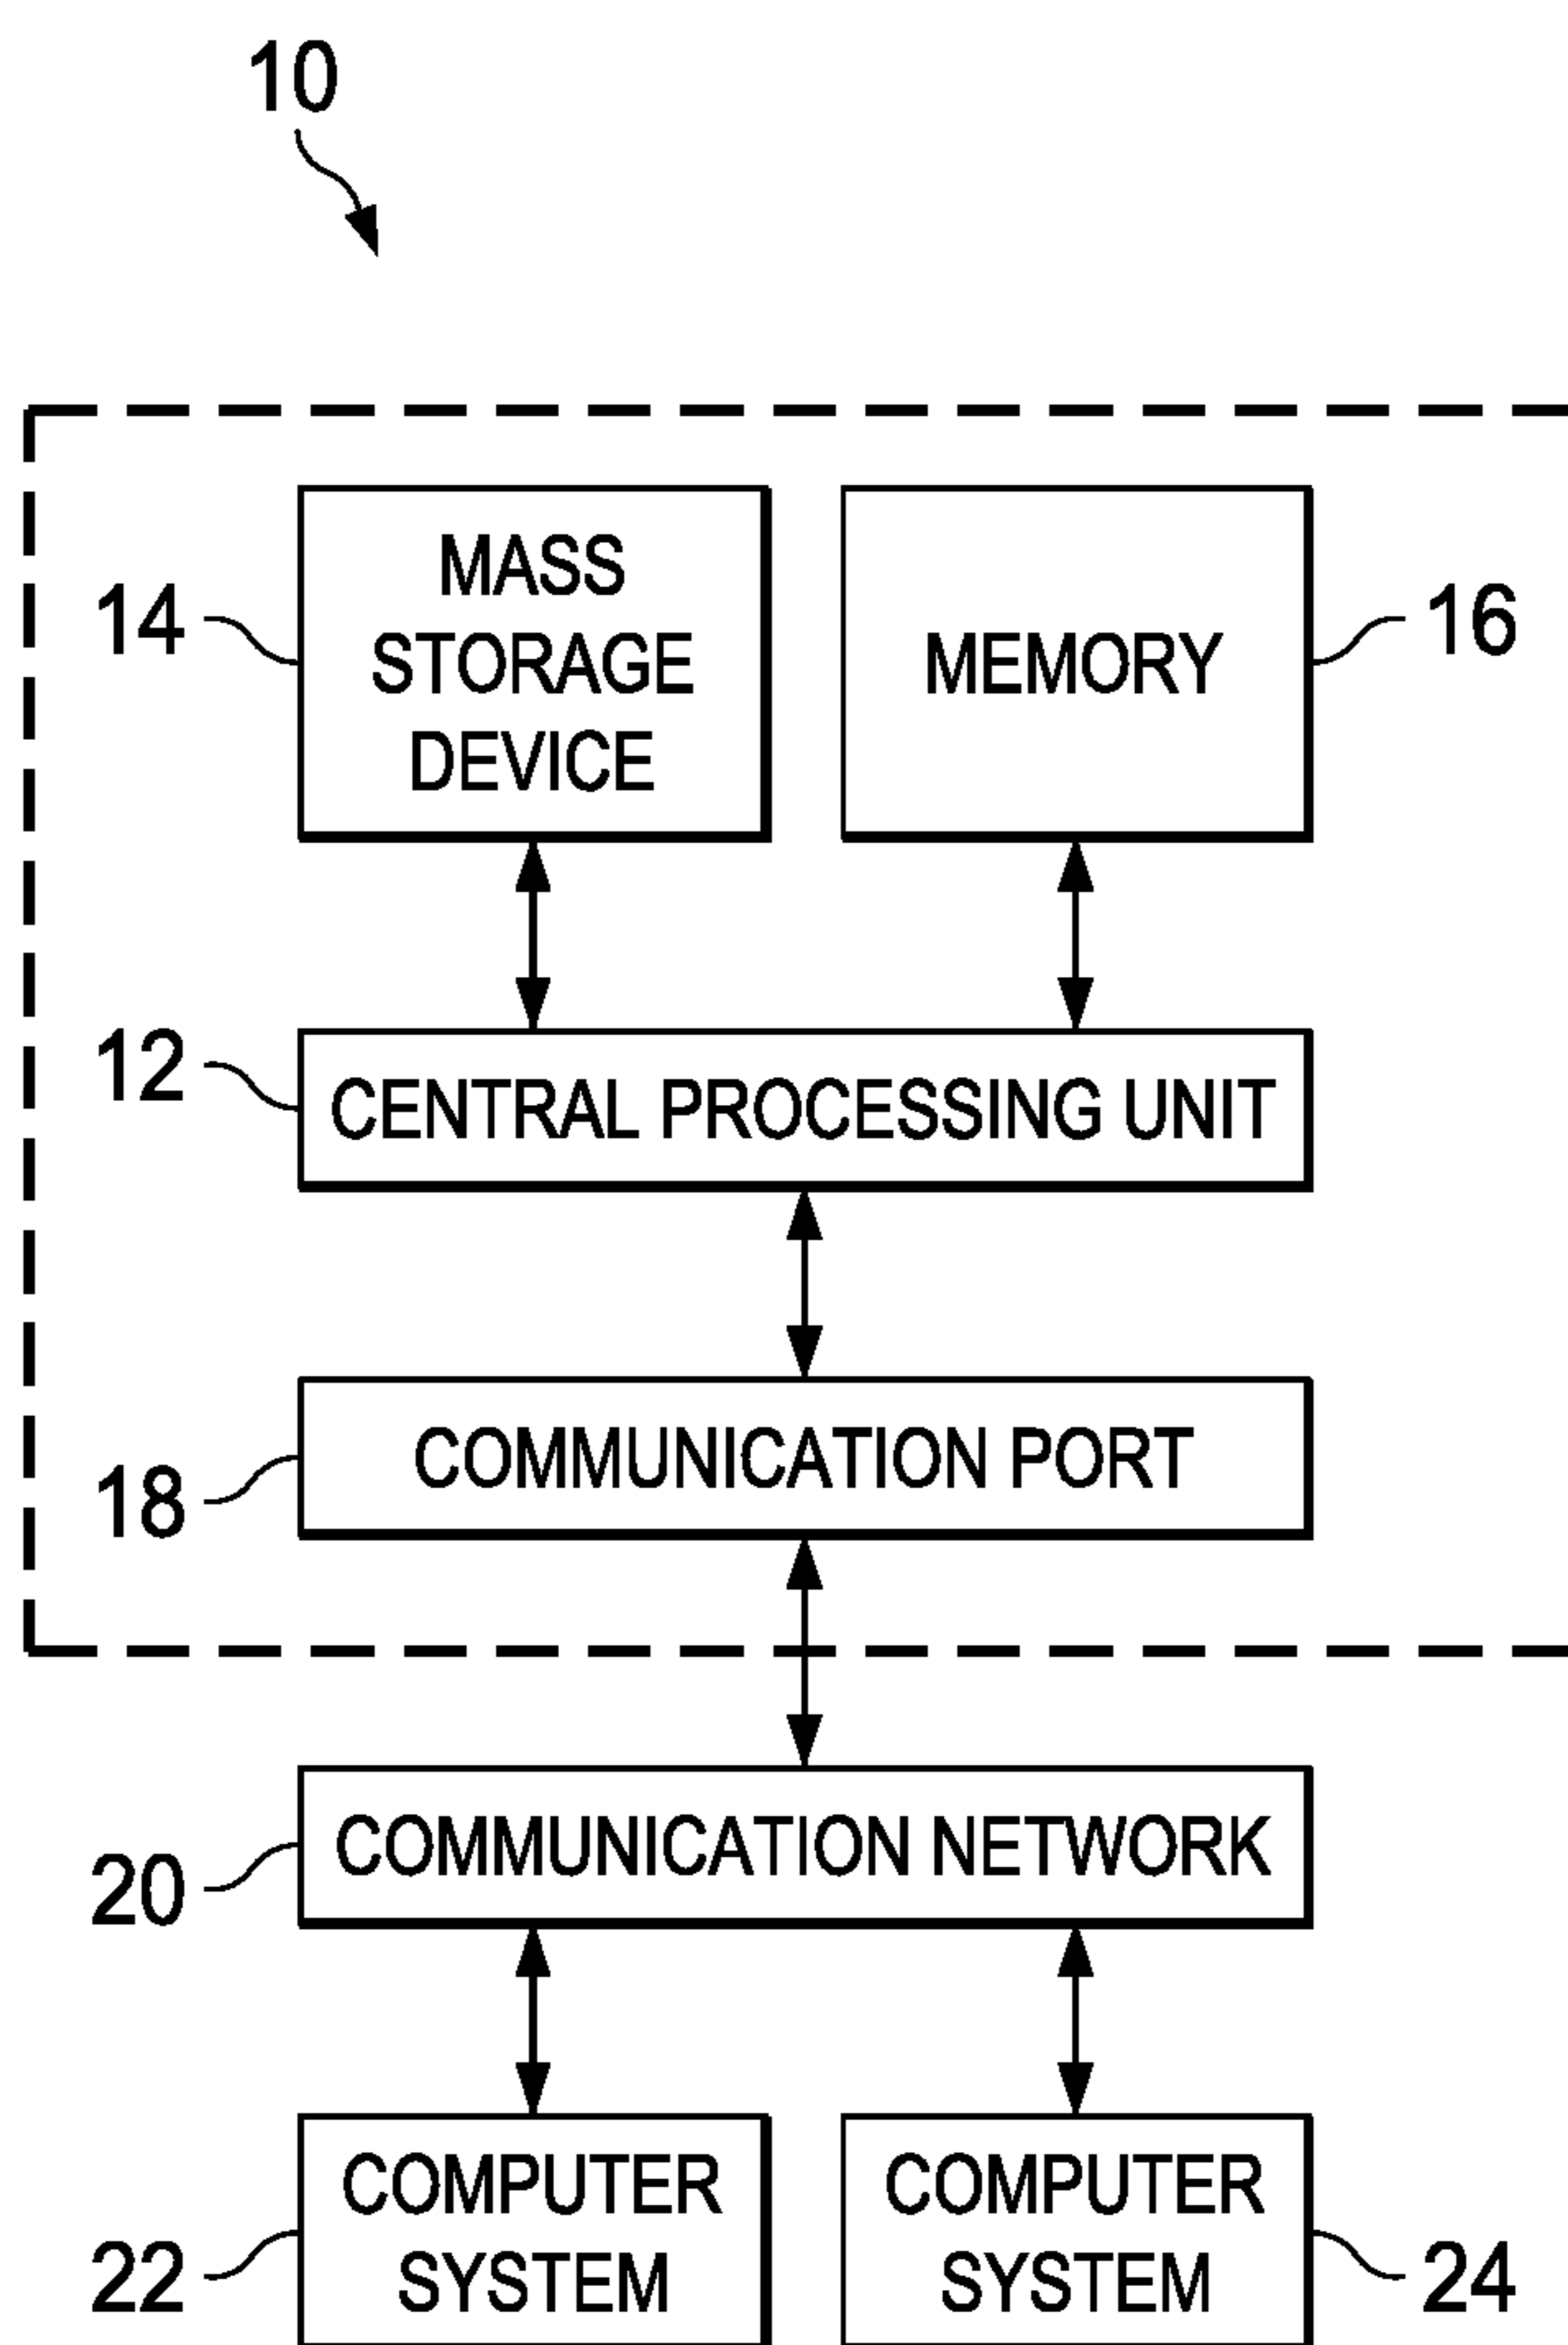 10
MASS
STORAGE
DEVICE
14
MEMORY
16
12
CENTRAL PROCESSING UNIT
COMMUNICATION PORT
18
COMMUNICATION NETWORK
20
COMPUTER
SYSTEM
22
COMPUTER
SYSTEM
24